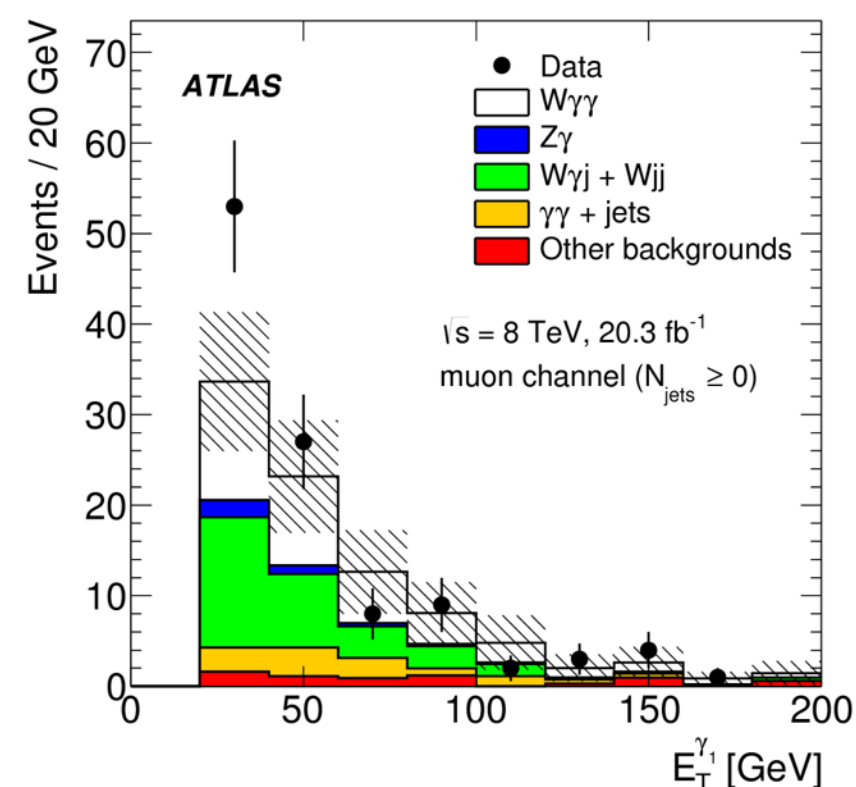 Events / 20 GeV
70
60
50
40
30
20
10
0
ATLAS
Data
Wγγ
Zγ
Wγj + Wjj
γγ + jets
Other backgrounds
√s = 8 TeV, 20.3 fb⁻¹
muon channel (N_jets ≥ 0)
0 50 100 150 200
E_T^γ₁ [GeV]